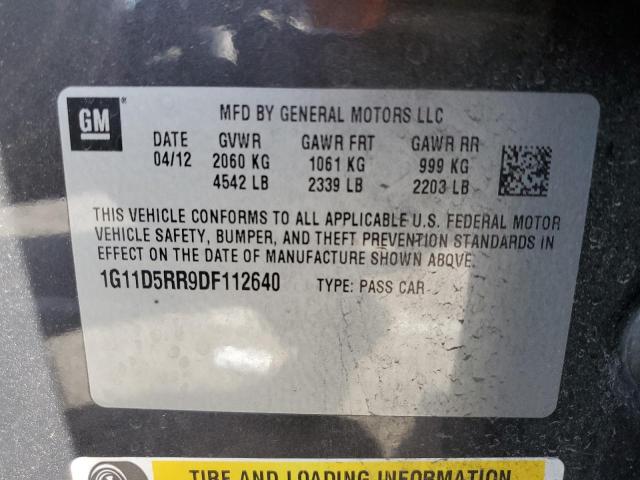 GM®
MFD BY GENERAL MOTORS LLC
DATE GVWR GAWR FRT GAWR RR
04/12 2060 KG 1061 KG 999 KG
4542 LB 2339 LB 2203 LB
THIS VEHICLE CONFORMS TO ALL APPLICABLE U.S. FEDERAL MOTOR
VEHICLE SAFETY, BUMPER, AND THEFT PREVENTION STANDARDS IN
EFFECT ON THE DATE OF MANUFACTURE SHOWN ABOVE.
1G11D5RR9DF112640 TYPE: PASS CAR
TIRE AND LOADING INFORMATION